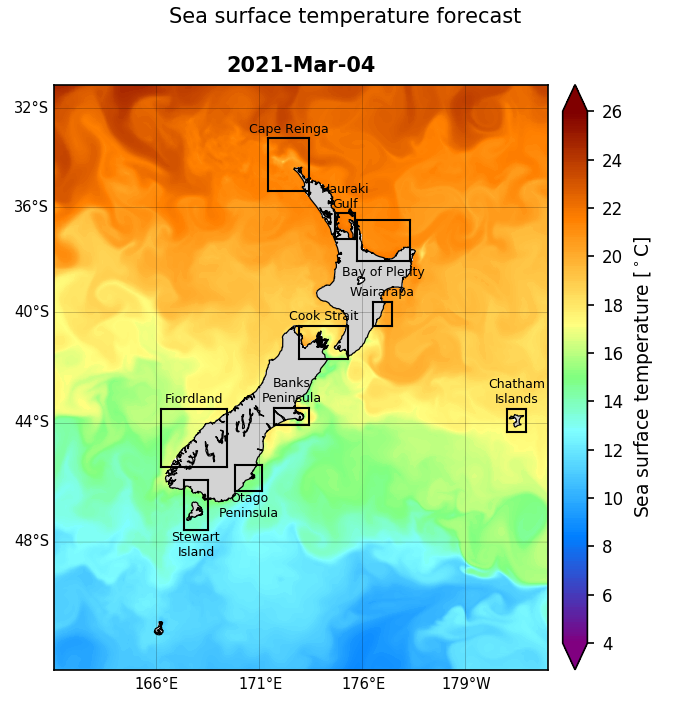 Sea surface temperature forecast
2021-Mar-04
32°S
36°S
40°S
44°S
48°S
166°E
171°E
176°E
179°W
Cape Reinga
Hauraki
Gulf
Bay of Plenty
Wairarapa
Cook Strait
Banks
Peninsula
Chatham
Islands
Fiordland
Otago
Peninsula
Stewart
Island
26
24
22
20
18
16
14
12
10
8
6
4
Sea surface temperature [°C]